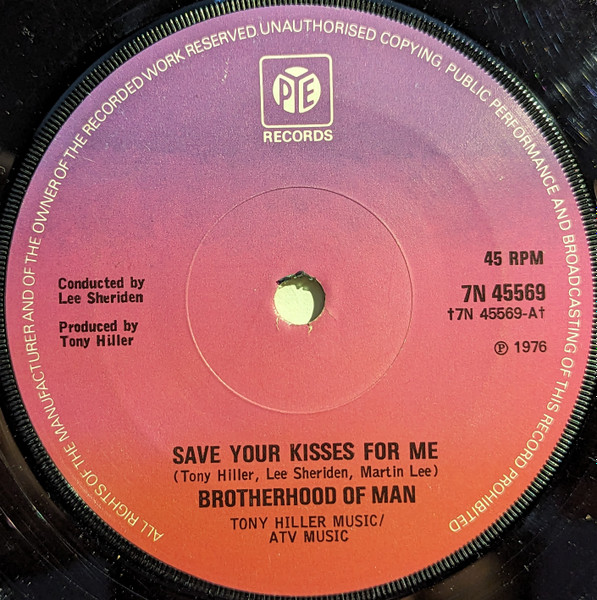 ALL RIGHTS OF THE MANUFACTURER AND OF THE OWNER OF THE RECORDED WORK RESERVED UNAUTHORISED COPYING, PUBLIC PERFORMANCE AND BROADCASTING OF THIS RECORD PROHIBITED
PYE
RECORDS
45 RPM
7N 45569
†7N 45569-A†
℗ 1976
Conducted by
Lee Sheriden
Produced by
Tony Hiller
SAVE YOUR KISSES FOR ME
(Tony Hiller, Lee Sheriden, Martin Lee)
BROTHERHOOD OF MAN
TONY HILLER MUSIC/
ATV MUSIC